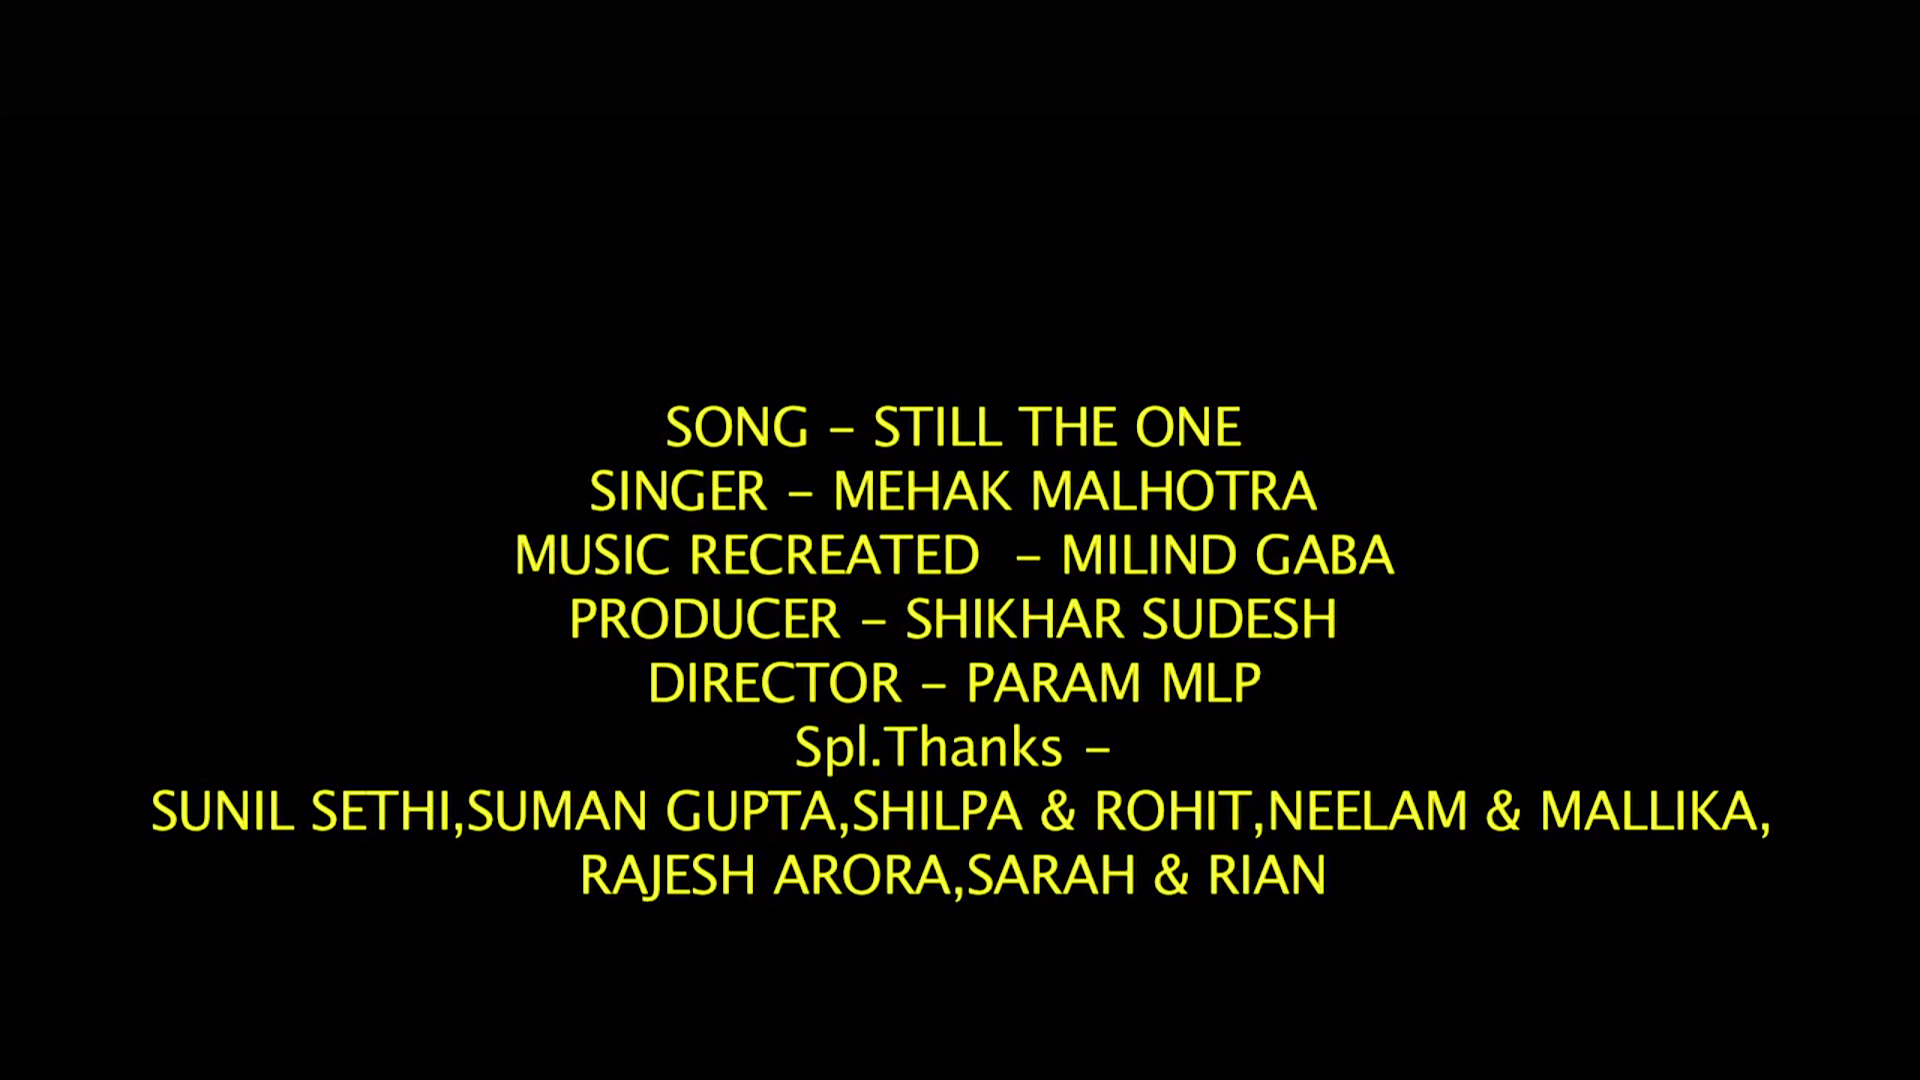 SONG – STILL THE ONE
SINGER – MEHAK MALHOTRA
MUSIC RECREATED  – MILIND GABA
PRODUCER – SHIKHAR SUDESH
DIRECTOR – PARAM MLP
Spl.Thanks –
SUNIL SETHI,SUMAN GUPTA,SHILPA & ROHIT,NEELAM & MALLIKA,
RAJESH ARORA,SARAH & RIAN